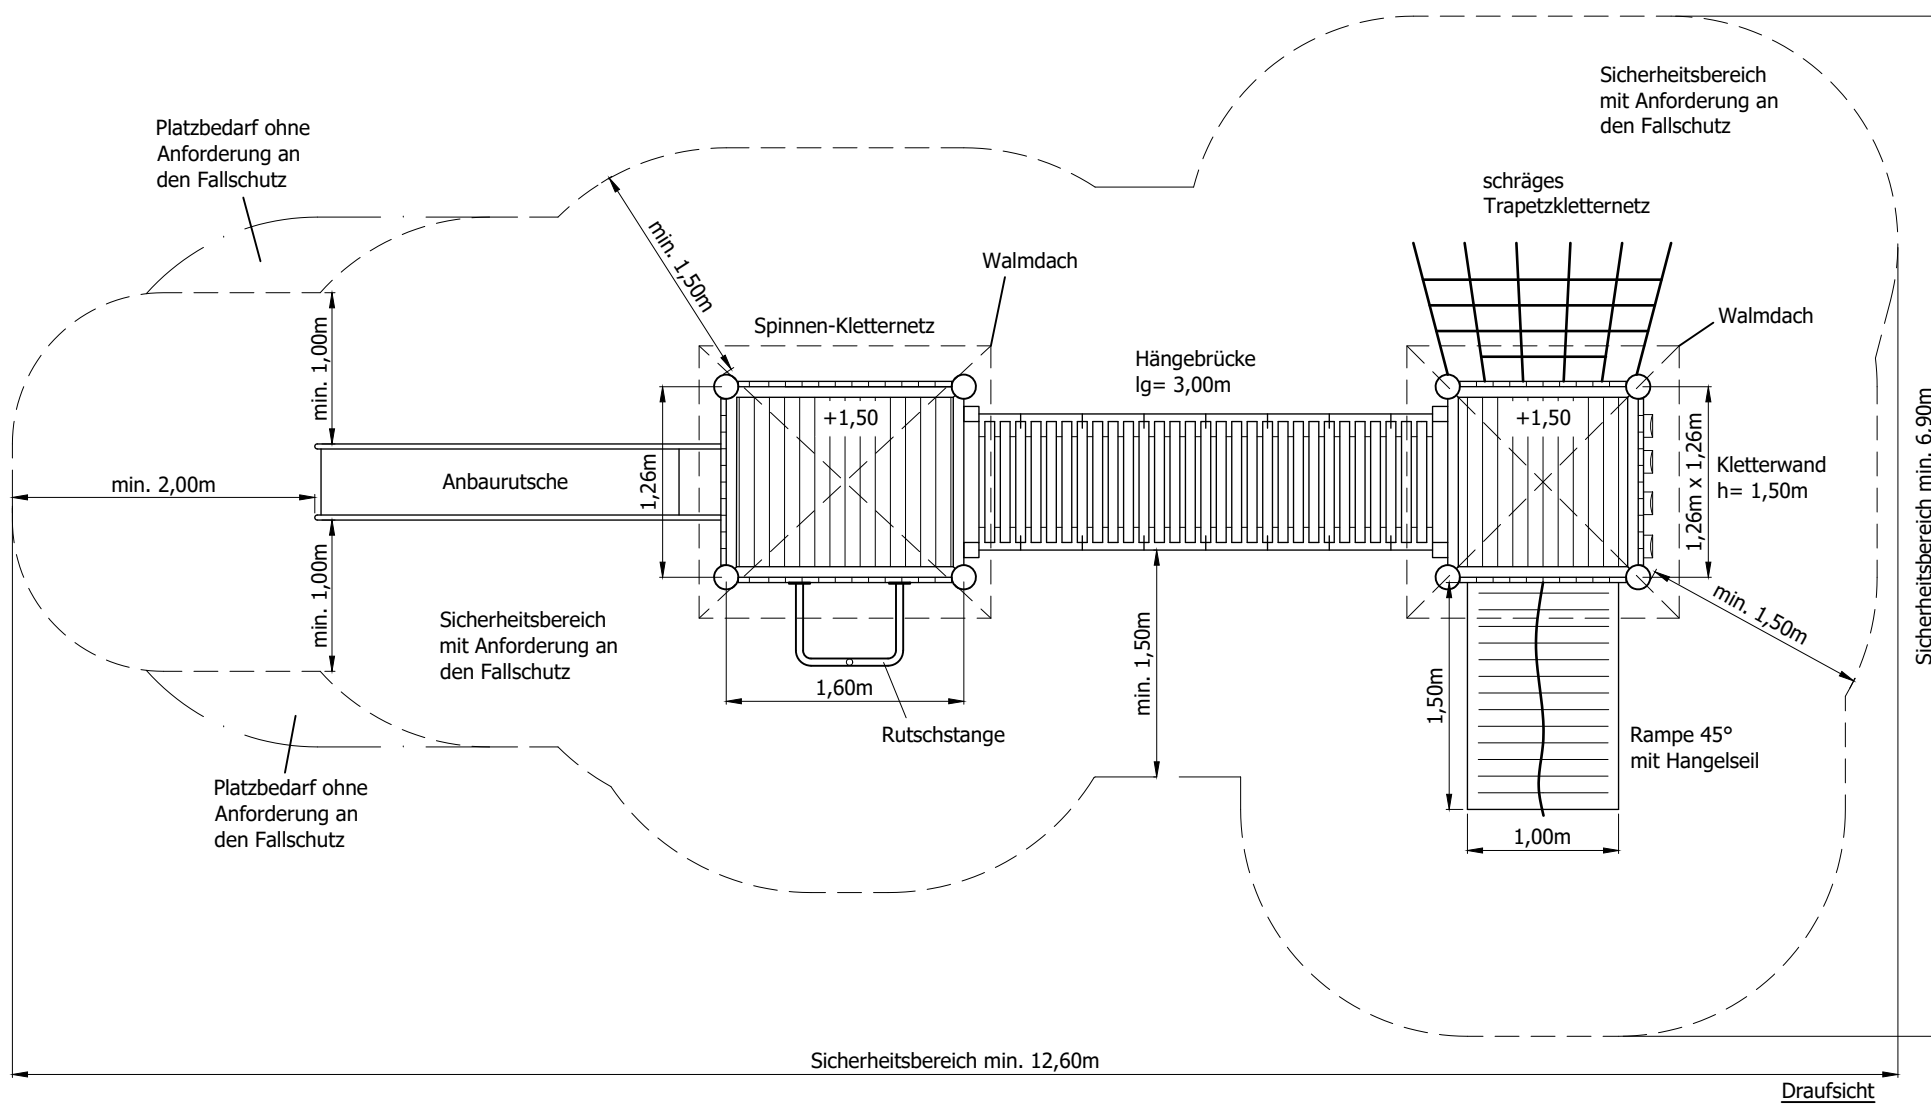 Sicherheitsbereich
mit Anforderung an
den Fallschutz
Platzbedarf ohne
Anforderung an
den Fallschutz
schräges
Trapetzkletternetz
min. 1,50m
Walmdach
Walmdach
Spinnen-Kletternetz
min. 1,00m
Hängebrücke
lg= 3,00m
+1,50
+1,50
1,26m
Anbaurutsche
min. 2,00m
1,26m x 1,26m
Kletterwand
h= 1,50m
Sicherheitsbereich min. 6,90m
min. 1,00m
Sicherheitsbereich
mit Anforderung an
den Fallschutz
min. 1,50m
min. 1,50m
1,60m
1,50m
Rutschstange
Rampe 45°
mit Hangelseil
Platzbedarf ohne
Anforderung an
den Fallschutz
1,00m
Sicherheitsbereich min. 12,60m
Draufsicht